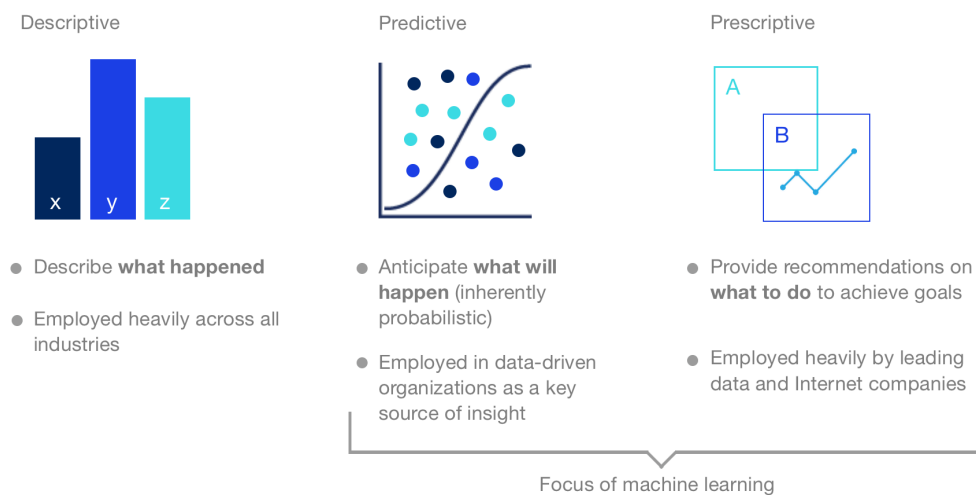 Descriptive
x
y
z
Describe what happened
Employed heavily across all
industries
Predictive
Anticipate what will
happen (inherently
probabilistic)
Employed in data-driven
organizations as a key
source of insight
Prescriptive
A
B
Provide recommendations on
what to do to achieve goals
Employed heavily by leading
data and Internet companies
Focus of machine learning